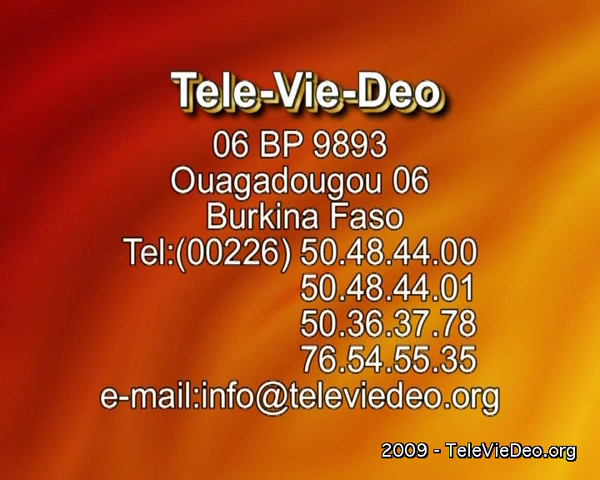 Tele-Vie-Deo
06 BP 9893
Ouagadougou 06
Burkina Faso
Tel:(00226) 50.48.44.00
50.48.44.01
50.36.37.78
76.54.55.35
e-mail:info@televiedeo.org
2009 - TeleVieDeo.org